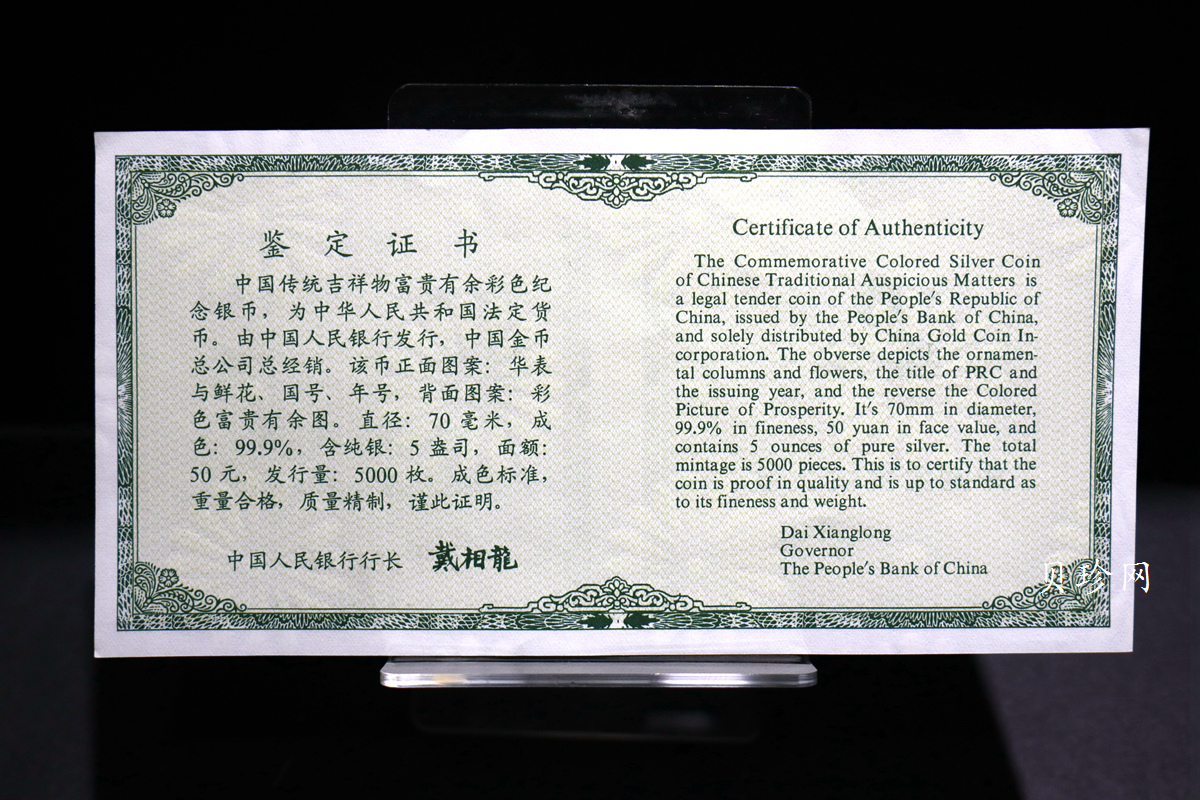 鉴定证书
中国传统吉祥物富贵有余彩色纪
念银币，为中华人民共和国法定货
币。由中国人民银行发行，中国金币
总公司总经销。该币正面图案：华表
与鲜花、国号、年号，背面图案：彩
色富贵有余图。直径：70毫米，成
色：99.9%，含纯银：5盎司，面额：
50元，发行量：5000枚。成色标准，
重量合格，质量精制，谨此证明。
中国人民银行行长 戴相龍
Certificate of Authenticity
The Commemorative Colored Silver Coin
of Chinese Traditional Auspicious Matters is
a legal tender coin of the People's Republic of
China, issued by the People's Bank of China,
and solely distributed by China Gold Coin In-
corporation. The obverse depicts the ornamen-
tal columns and flowers, the title of PRC and
the issuing year, and the reverse the Colored
Picture of Prosperity. It's 70mm in diameter,
99.9% in fineness, 50 yuan in face value, and
contains 5 ounces of pure silver. The total
mintage is 5000 pieces. This is to certify that the
coin is proof in quality and is up to standard as
to its fineness and weight.
Dai Xianglong
Governor
The People's Bank of China
贝珍网